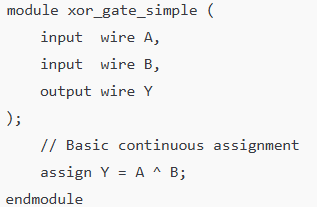 module xor_gate_simple (
    input  wire A,
    input  wire B,
    output wire Y
);
    // Basic continuous assignment
    assign Y = A ^ B;
endmodule